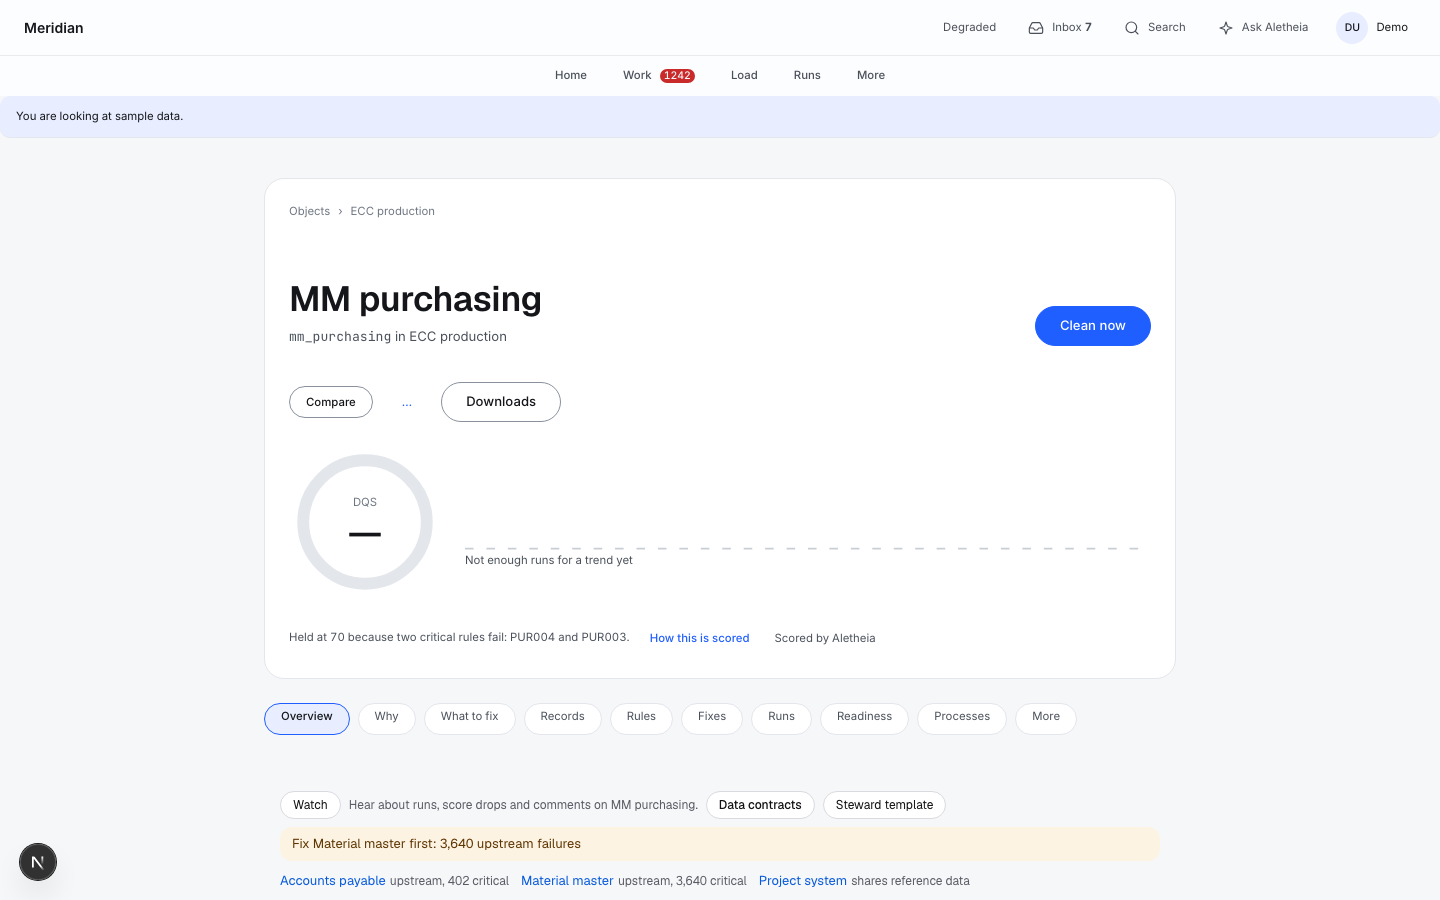 Meridian
Degraded Inbox 7 Search Ask Aletheia DU Demo
Home Work 1242 Load Runs More
You are looking at sample data.
Objects › ECC production
MM purchasing
mm_purchasing in ECC production
Clean now
Compare ... Downloads
DQS
—
Not enough runs for a trend yet
Held at 70 because two critical rules fail: PUR004 and PUR003. How this is scored Scored by Aletheia
Overview Why What to fix Records Rules Fixes Runs Readiness Processes More
Watch Hear about runs, score drops and comments on MM purchasing. Data contracts Steward template
Fix Material master first: 3,640 upstream failures
Accounts payable upstream, 402 critical Material master upstream, 3,640 critical Project system shares reference data
N